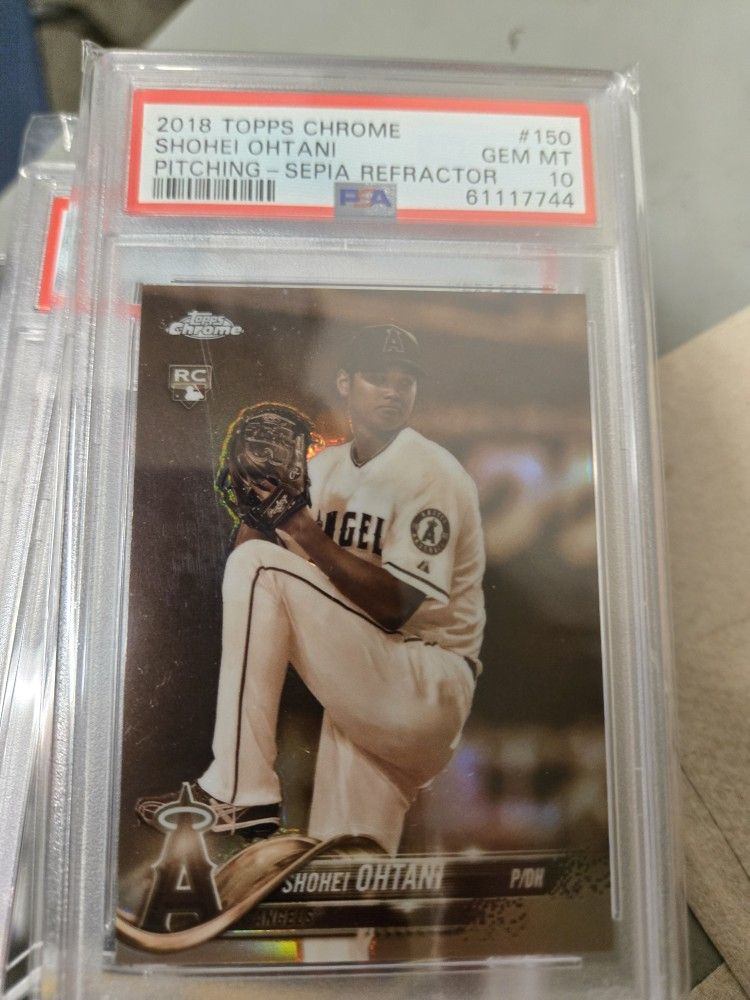 2018 TOPPS CHROME #150
SHOHEI OHTANI GEM MT
PITCHING - SEPIA REFRACTOR 10
PSA 61117744
Topps
Chrome
RC
A
ANGEL
A
A
SHOHEI OHTANI P/DH
ANGELS